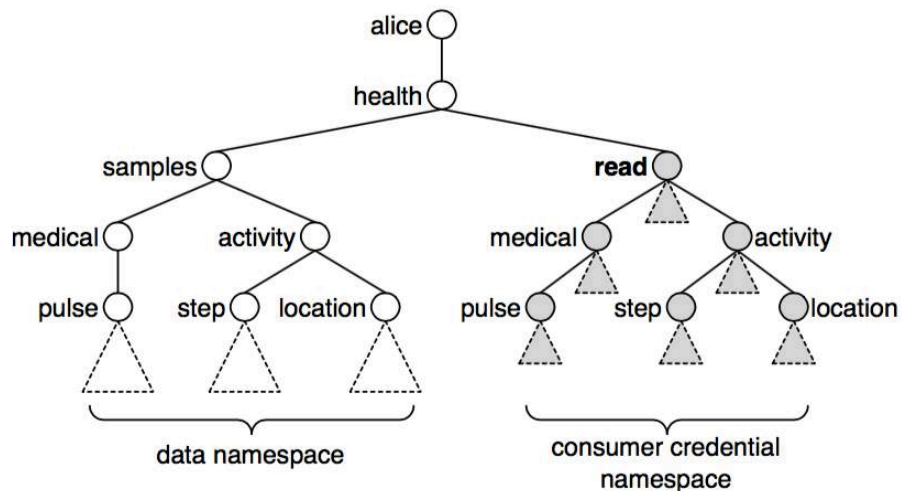 alice
health
samples
read
medical
activity
medical
activity
pulse
step
location
pulse
step
location
data namespace
consumer credential
namespace